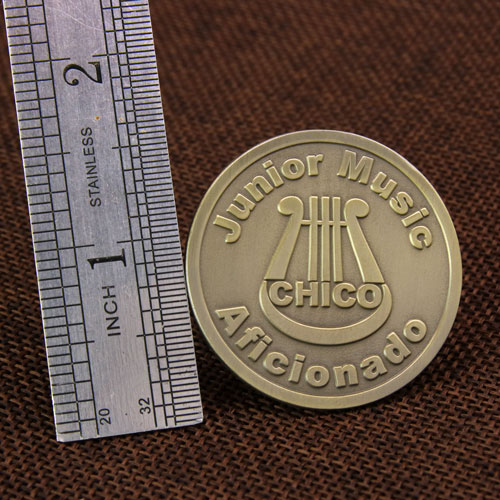 2
STAINLESS
1
INCH
20
32
Junior Music
CHICO
Aficionado